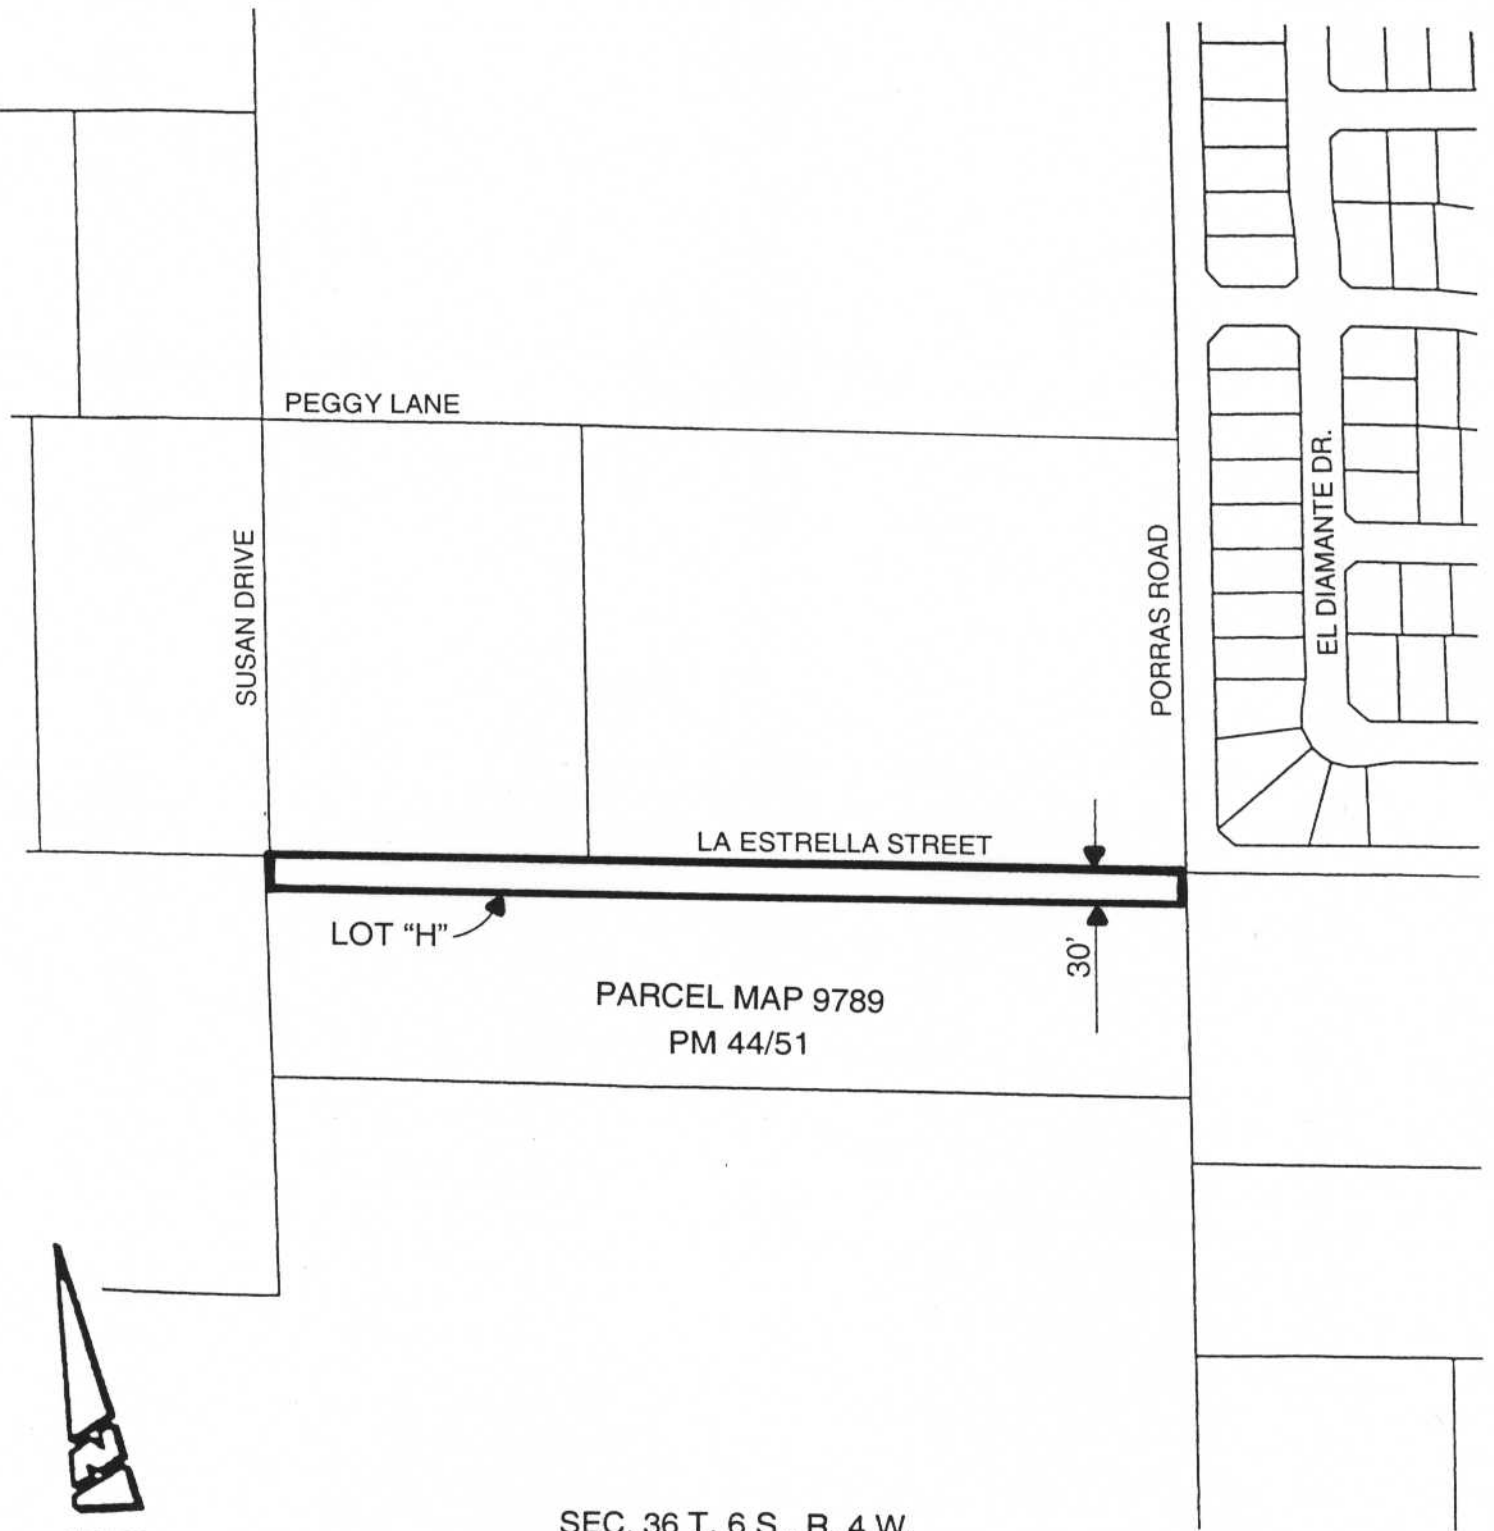 PEGGY LANE
SUSAN DRIVE
PORRAS ROAD
EL DIAMANTE DR.
LA ESTRELLA STREET
LOT “H”
30’
PARCEL MAP 9789
PM 44/51
N
SEC. 36 T. 6 S., R. 4 W.